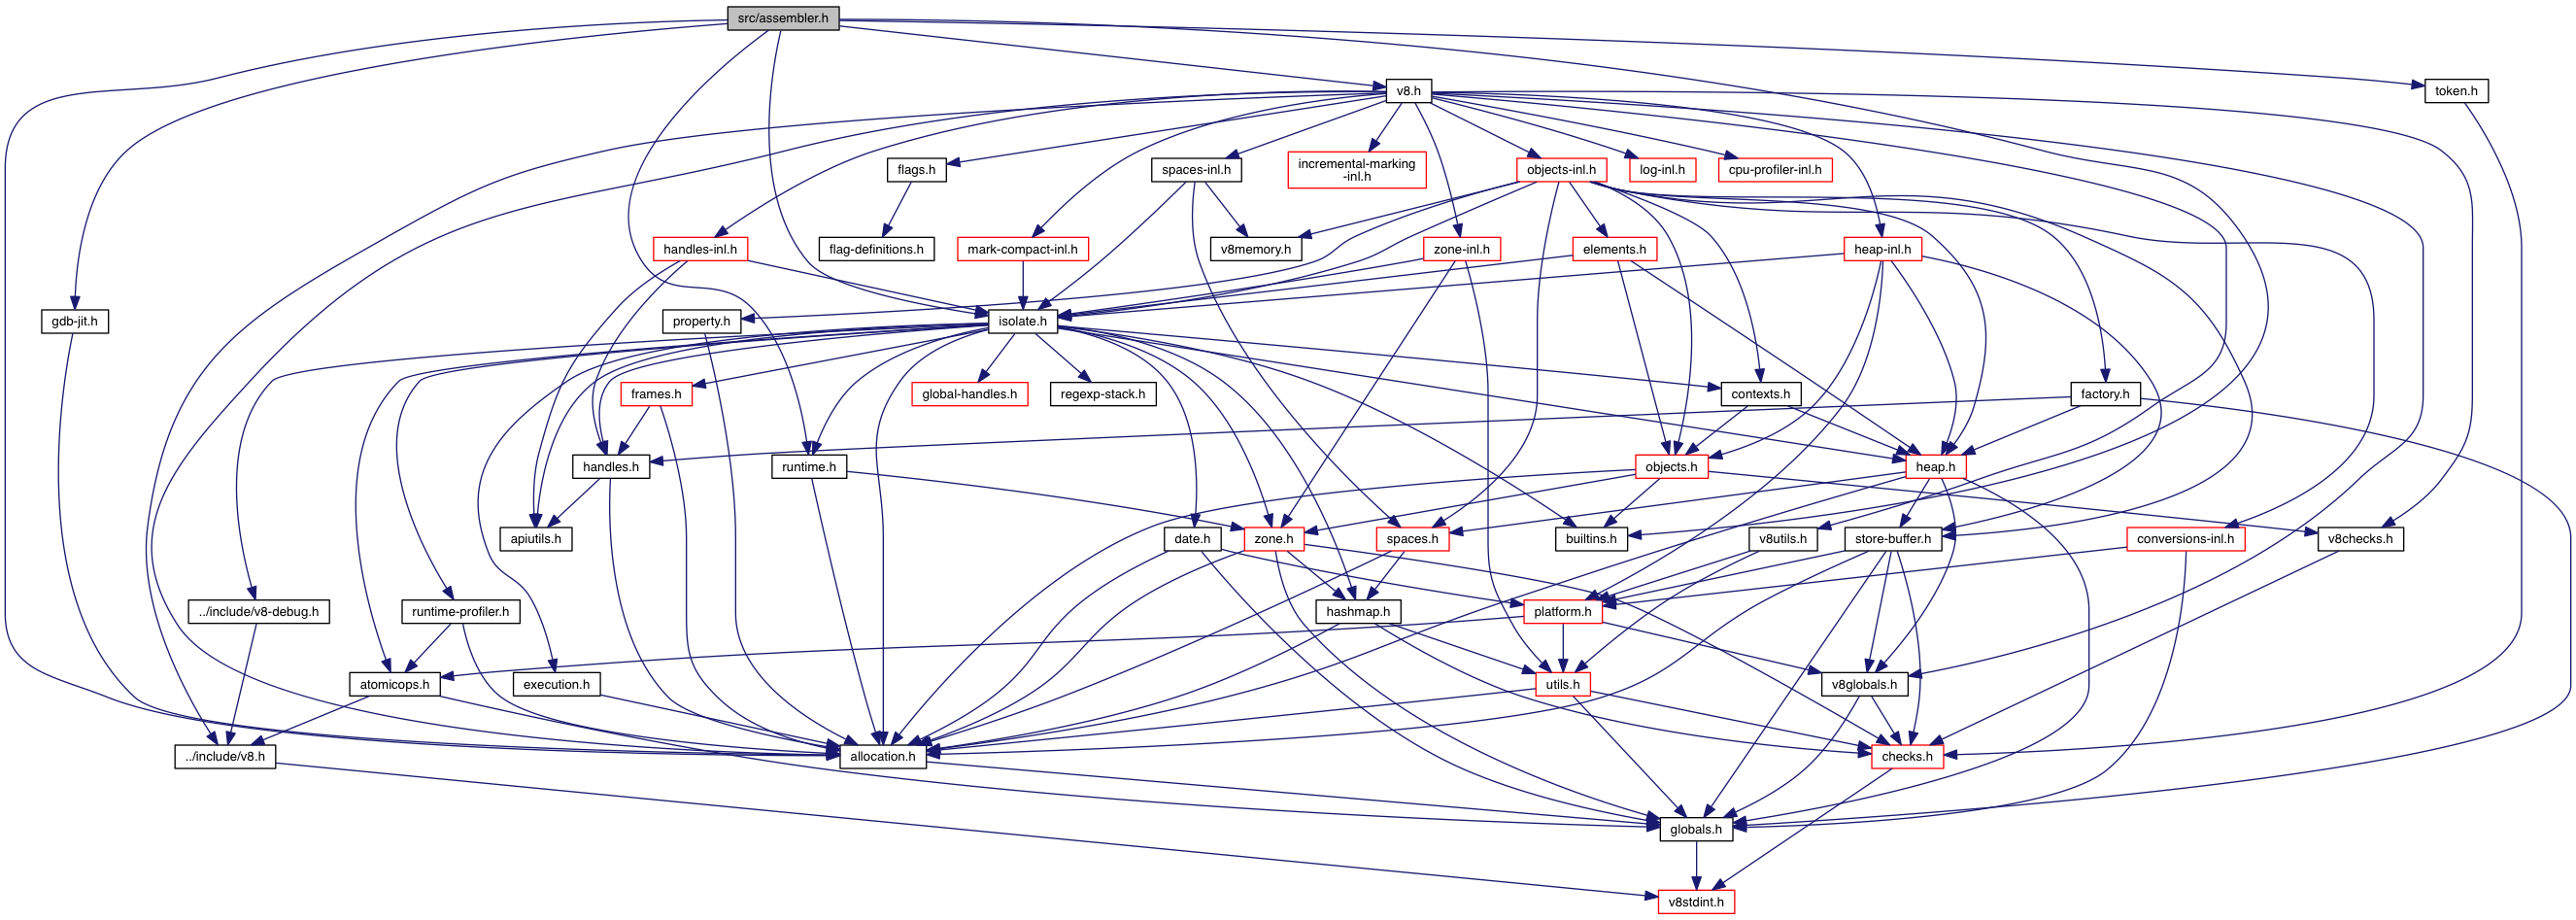 src/assembler.h
v8.h
token.h
flags.h
spaces-inl.h
incremental-marking
-inl.h
objects-inl.h
log-inl.h
cpu-profiler-inl.h
handles-inl.h
flag-definitions.h
mark-compact-inl.h
v8memory.h
zone-inl.h
elements.h
heap-inl.h
gdb-jit.h
property.h
isolate.h
frames.h
global-handles.h
regexp-stack.h
contexts.h
factory.h
handles.h
runtime.h
objects.h
heap.h
apiutils.h
date.h
zone.h
spaces.h
builtins.h
v8utils.h
store-buffer.h
conversions-inl.h
v8checks.h
../include/v8-debug.h
runtime-profiler.h
hashmap.h
platform.h
atomicops.h
execution.h
utils.h
v8globals.h
../include/v8.h
allocation.h
checks.h
globals.h
v8stdint.h